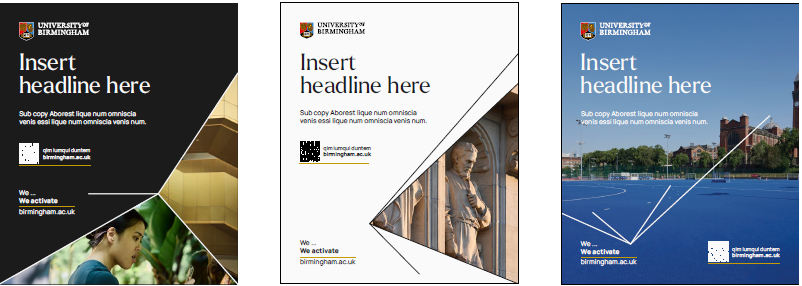 UNIVERSITY OF
BIRMINGHAM
Insert
headline here
Sub copy Aborest lique num omniscia
venis essi lique num omniscia venis num.
qim iumqui duntem
birmingham.ac.uk
We ...
We activate
birmingham.ac.uk
UNIVERSITY OF
BIRMINGHAM
Insert
headline here
Sub copy Aborest lique num omniscia
venis essi lique num omniscia venis num.
qim iumqui duntem
birmingham.ac.uk
We ...
We activate
birmingham.ac.uk
UNIVERSITY OF
BIRMINGHAM
Insert
headline here
Sub copy Aborest lique num omniscia
venis essi lique num omniscia venis num.
We ...
We activate
birmingham.ac.uk
qim iumqui duntem
birmingham.ac.uk